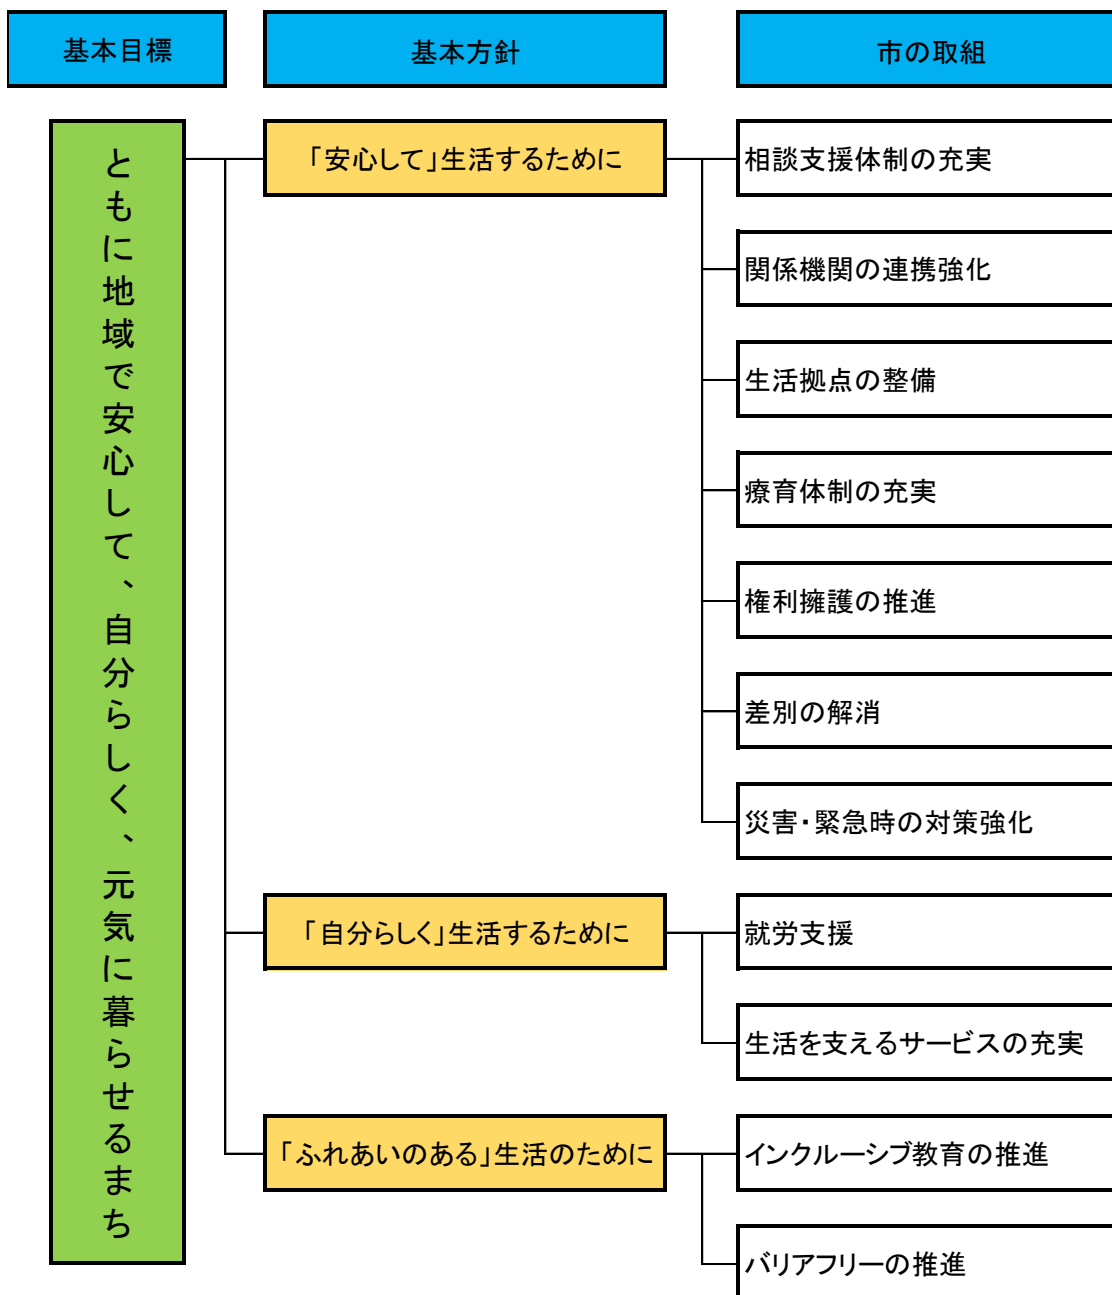 基本目標
基本方針
市の取組
ともに地域で安心して、自分らしく、元気に暮らせるまち
「安心して」生活するために
相談支援体制の充実
関係機関の連携強化
生活拠点の整備
療育体制の充実
権利擁護の推進
差別の解消
災害・緊急時の対策強化
「自分らしく」生活するために
就労支援
生活を支えるサービスの充実
「ふれあいのある」生活のために
インクルーシブ教育の推進
バリアフリーの推進